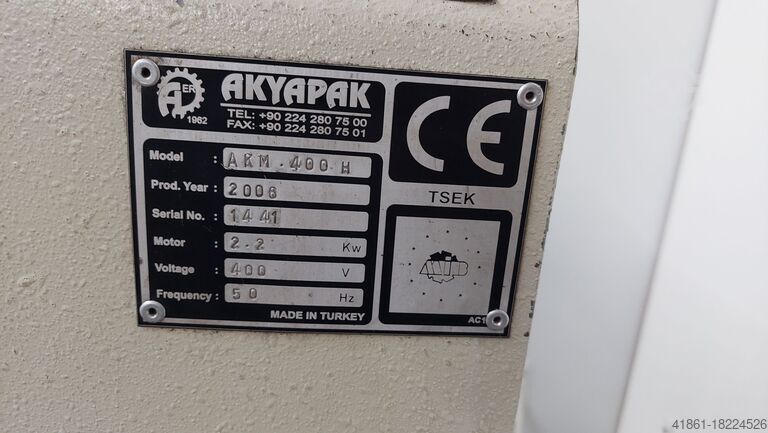 AER
1962
AKYAPAK
TEL: +90 224 280 75 00
FAX: +90 224 280 75 01
CE
Model : AKM.400-H
Prod. Year : 2006
Serial No. : 1441
Motor : 2.2 Kw
Voltage : 400 V
Frequency : 50 Hz
MADE IN TURKEY
TSEK
41861-18224526